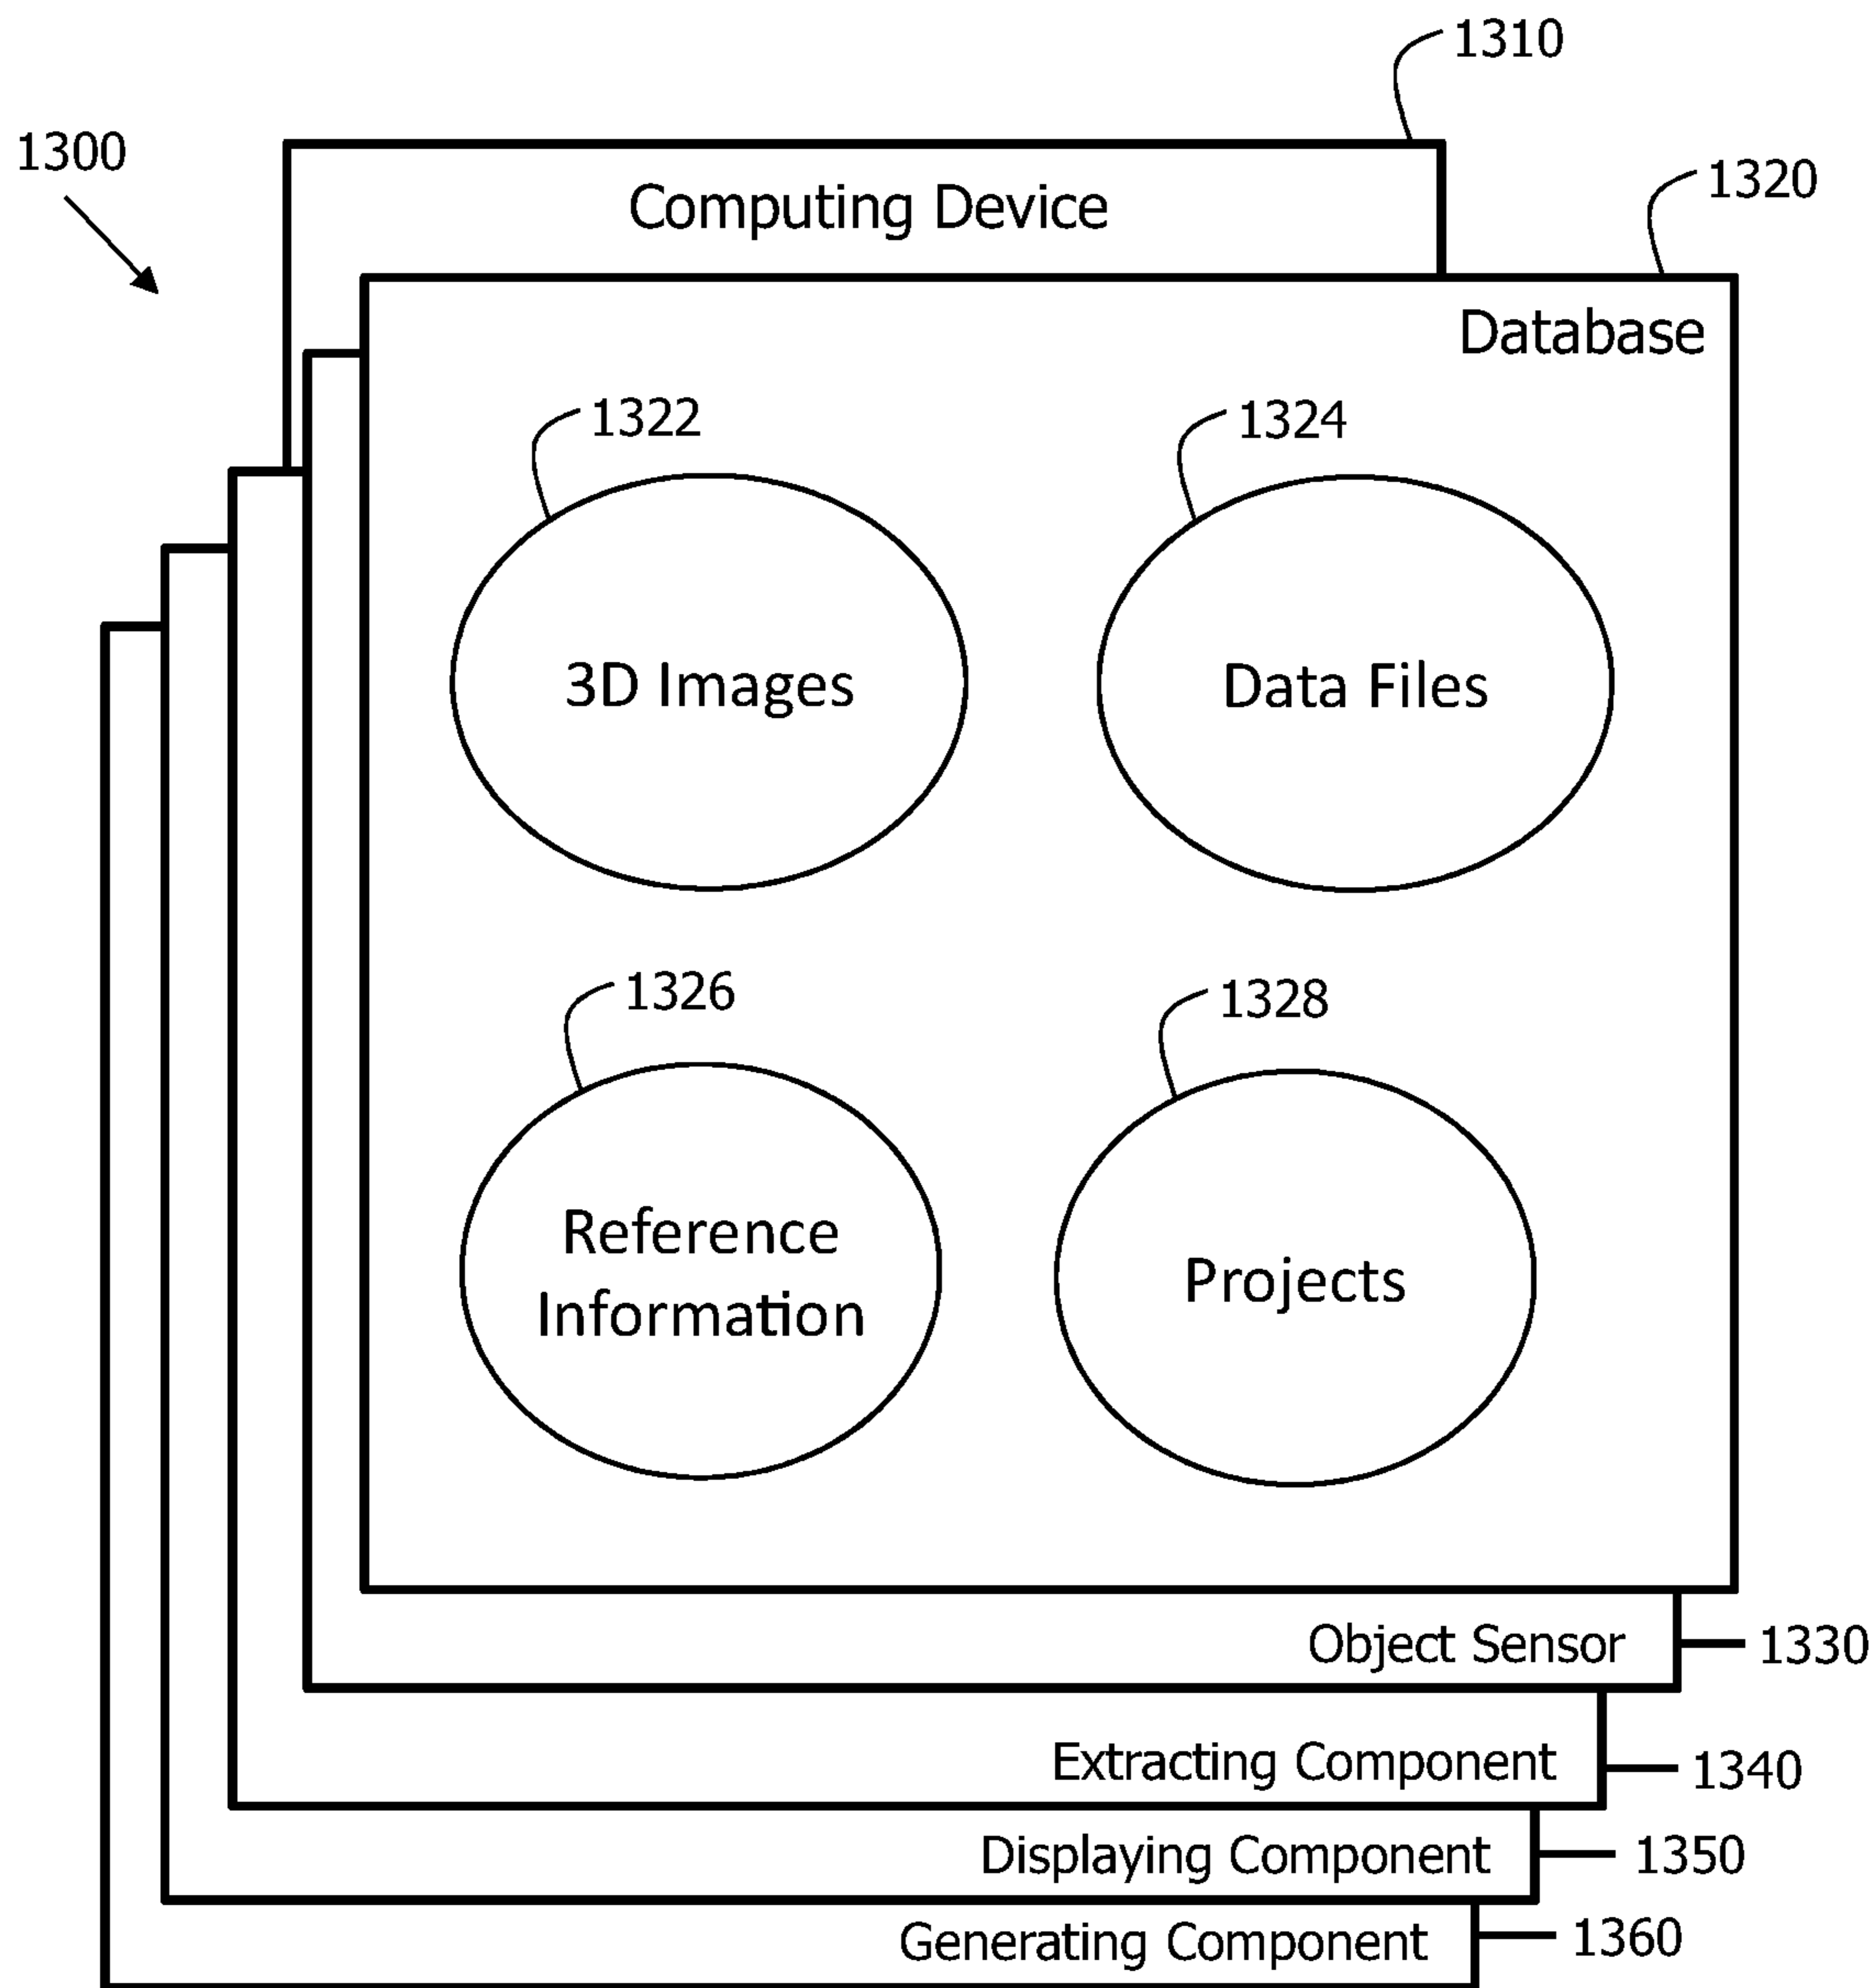 1310
1300
1320
Computing Device
Database
1322
1324
3D Images
Data Files
1326
1328
Reference
Information
Projects
Object Sensor
1330
Extracting Component
1340
Displaying Component
1350
Generating Component
1360